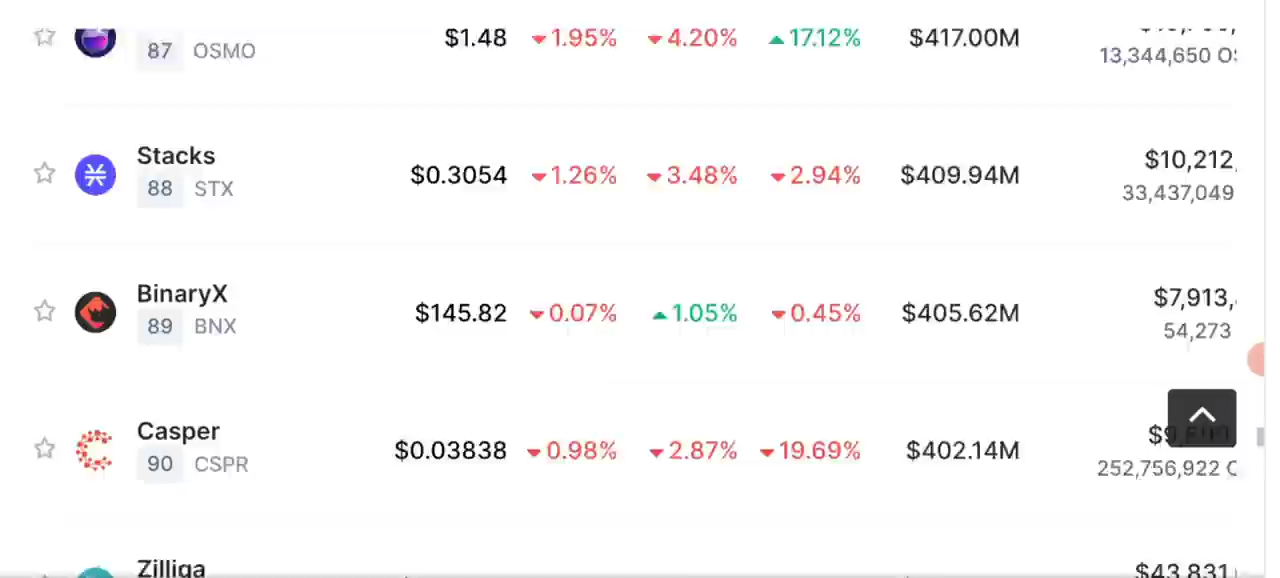 87 OSMO $1.48 1.95% 4.20% 17.12% $417.00M
13,344,650
Stacks
88 STX $0.3054 1.26% 3.48% 2.94% $409.94M $10,212,
33,437,049
BinaryX
89 BNX $145.82 0.07% 1.05% 0.45% $405.62M $7,913,
54,273
Casper
90 CSPR $0.03838 0.98% 2.87% 19.69% $402.14M
252,756,922
Zilliqa
$43,831